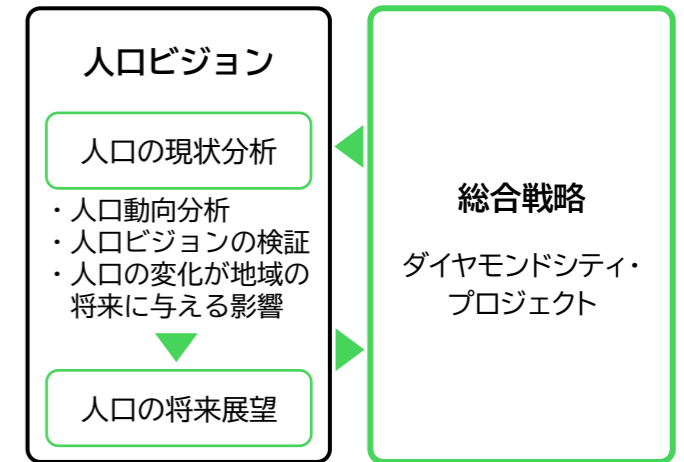 人口ビジョン
人口の現状分析
・人口動向分析
・人口ビジョンの検証
・人口の変化が地域の
将来に与える影響
人口の将来展望
総合戦略
ダイヤモンドシティ・
プロジェクト